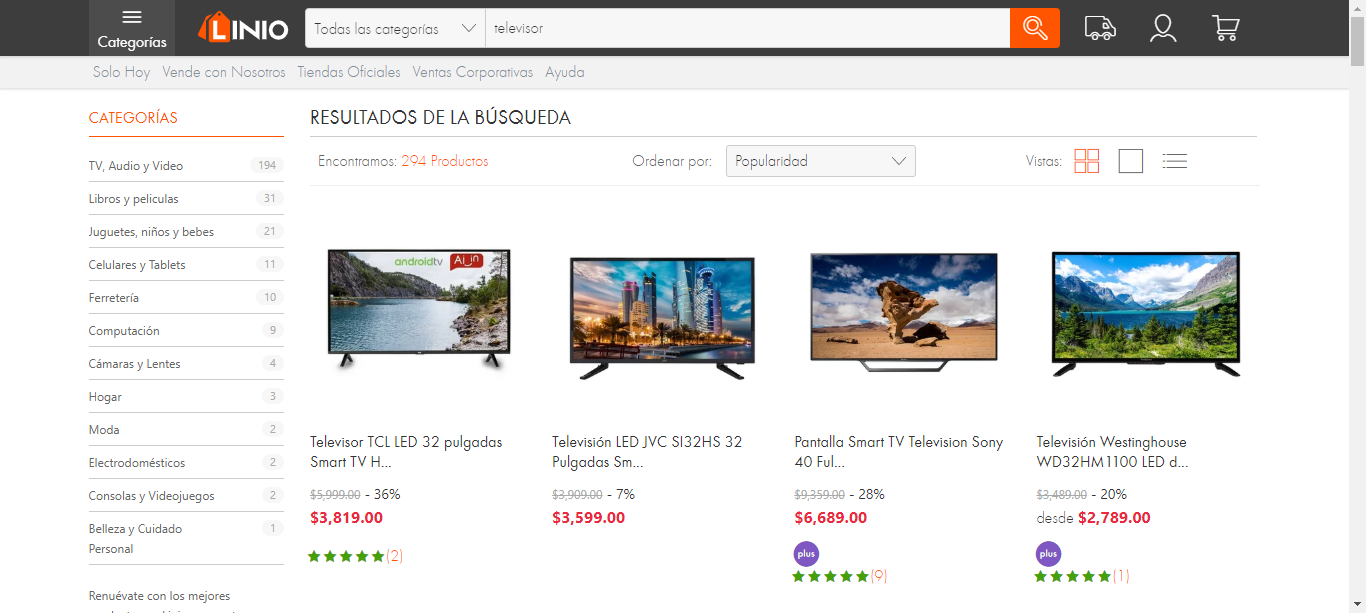 Categorías
LINIO
Todas las categorías
televisor
Solo Hoy Vende con Nosotros Tiendas Oficiales Ventas Corporativas Ayuda
CATEGORÍAS
TV, Audio y Video 194
Libros y peliculas 31
Juguetes, niños y bebes 21
Celulares y Tablets 11
Ferretería 10
Computación 9
Cámaras y Lentes 4
Hogar 3
Moda 2
Electrodomésticos 2
Consolas y Videojuegos 2
Belleza y Cuidado 1
Personal
Renuévate con los mejores
RESULTADOS DE LA BÚSQUEDA
Encontramos: 294 Productos
Ordenar por: Popularidad
Vistas:
androidtv
Televisor TCL LED 32 pulgadas
Smart TV H...
$5,999.00 - 36%
$3,819.00
(2)
Televisión LED JVC SI32HS 32
Pulgadas Sm...
$3,909.00 - 7%
$3,599.00
Pantalla Smart TV Television Sony
40 Ful...
$9,359.00 - 28%
$6,689.00
plus
(9)
Televisión Westinghouse
WD32HM1100 LED d...
$3,489.00 - 20%
desde $2,789.00
plus
(1)